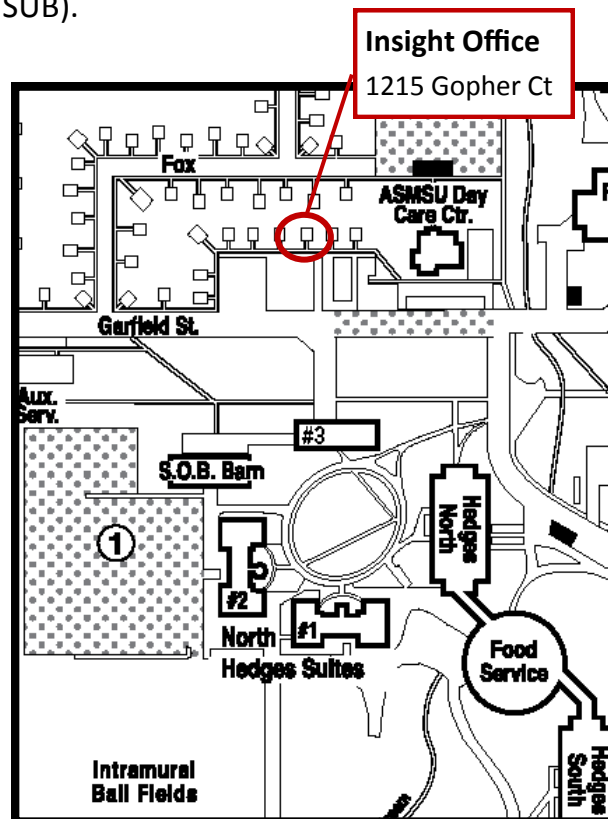 SUB).
Insight Office
1215 Gopher Ct
Fox
ASMSU Day
Care Ctr.
Garfield St.
Aux.
Serv.
#3
S.O.B. Barn
1
Hedges
North
#2
#1
North
Hedges Suites
Food
Service
Intramural
Ball Fields
Hedges
South